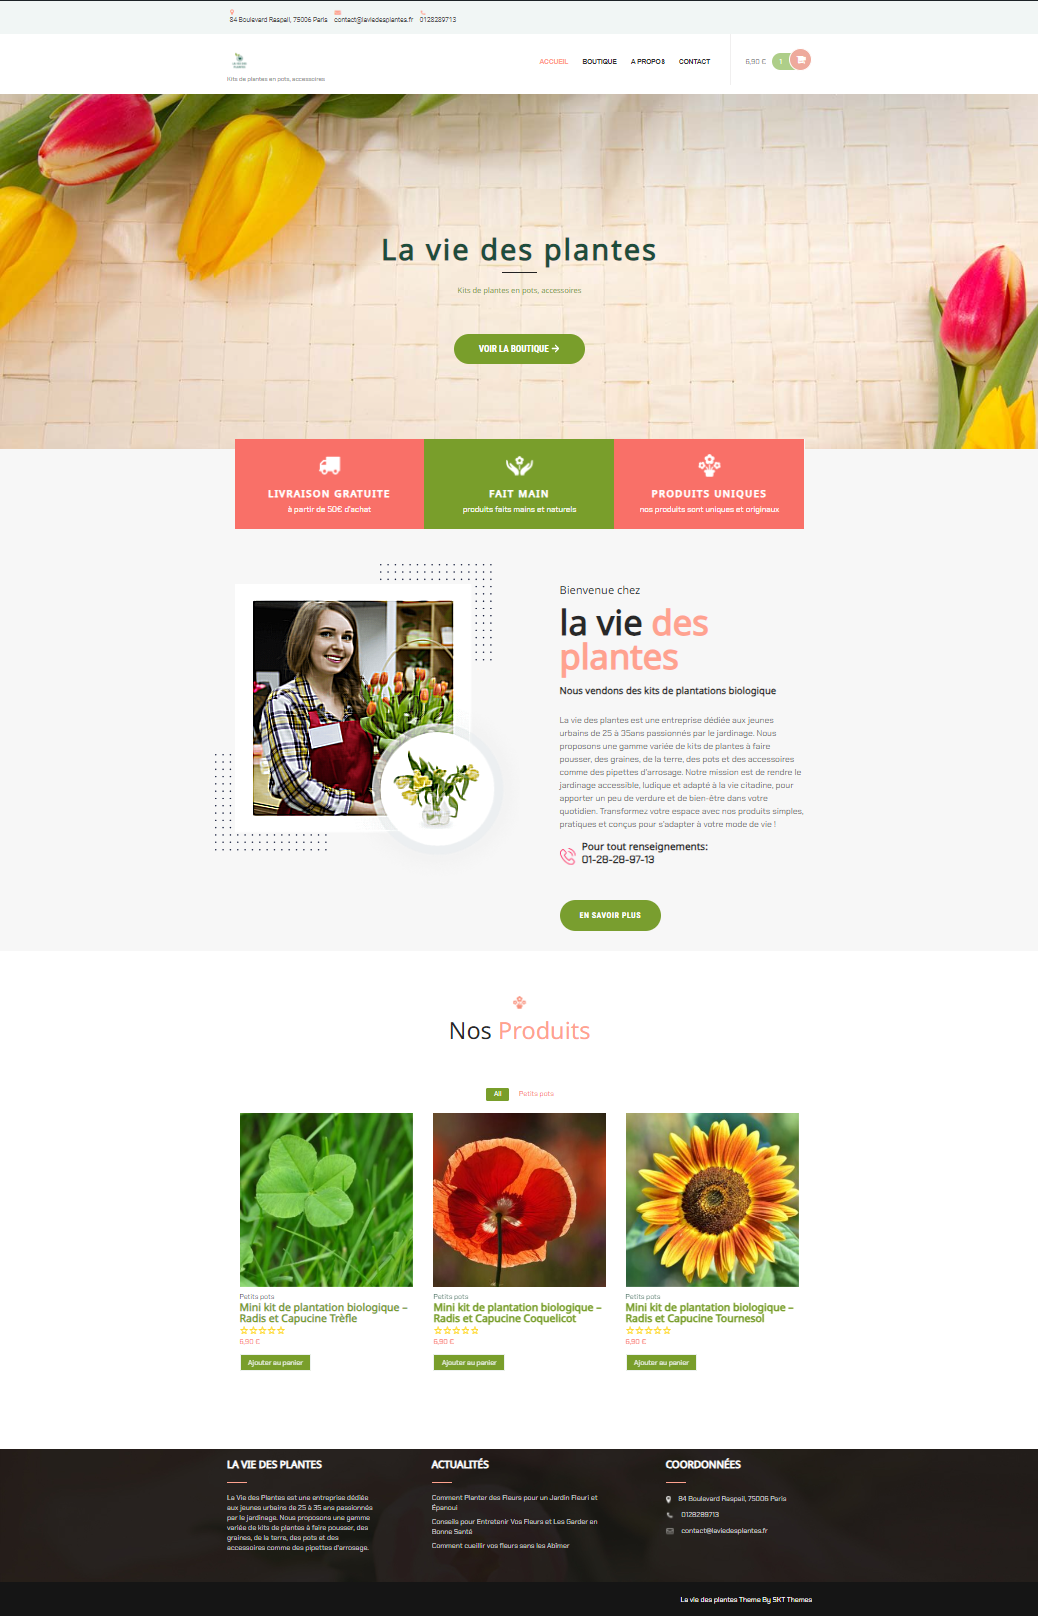 84 Boulevard Raspail, 75006 Paris
contact@laviedesplantes.fr
0128289713
Kits de plantes en pots, accessoires
ACCUEIL
BOUTIQUE
A PROPOS
CONTACT
6,90 €
1
La vie des plantes
Kits de plantes en pots, accessoires
VOIR LA BOUTIQUE →
LIVRAISON GRATUITE
à partir de 50€ d'achat
FAIT MAIN
produits faits mains et naturels
PRODUITS UNIQUES
nos produits sont uniques et originaux
Bienvenue chez
la vie des
plantes
Nous vendons des kits de plantations biologique
La vie des plantes est une entreprise dédiée aux jeunes
urbains de 25 à 35ans passionnés par le jardinage. Nous
proposons une gamme variée de kits de plantes à faire
pousser, des graines, de la terre, des pots et des accessoires
comme des pipettes d'arrosage. Notre mission est de rendre le
jardinage accessible, ludique et adapté à la vie citadine, pour
apporter un peu de verdure et de bien-être dans votre
quotidien. Transformez votre espace avec nos produits simples,
pratiques et conçus pour s'adapter à votre mode de vie !
Pour tout renseignements:
01-28-28-97-13
EN SAVOIR PLUS
Nos Produits
All
Petits pots
Petits pots
Mini kit de plantation biologique –
Radis et Capucine Trèfle
6,90 €
Ajouter au panier
Petits pots
Mini kit de plantation biologique –
Radis et Capucine Coquelicot
6,90 €
Ajouter au panier
Petits pots
Mini kit de plantation biologique –
Radis et Capucine Tournesol
6,90 €
Ajouter au panier
LA VIE DES PLANTES
La Vie des Plantes est une entreprise dédiée
aux jeunes urbains de 25 à 35 ans passionnés
par le jardinage. Nous proposons une gamme
variée de kits de plantes à faire pousser, des
graines, de la terre, des pots et des
accessoires comme des pipettes d'arrosage.
ACTUALITÉS
Comment Planter des Fleurs pour un Jardin Fleuri et
Épanoui
Conseils pour Entretenir Vos Fleurs et Les Garder en
Bonne Santé
Comment cueillir vos fleurs sans les Abîmer
COORDONNÉES
84 Boulevard Raspail, 75006 Paris
0128289713
contact@laviedesplantes.fr
La vie des plantes Theme By SKT Themes